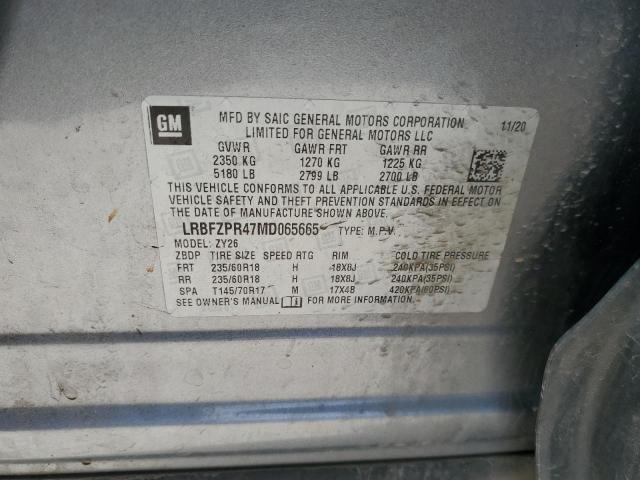 GM
MFD BY SAIC GENERAL MOTORS CORPORATION 11/20
LIMITED FOR GENERAL MOTORS LLC
GVWR GAWR FRT GAWR RR
2350 KG 1270 KG 1225 KG
5180 LB 2799 LB 2700 LB
THIS VEHICLE CONFORMS TO ALL APPLICABLE U.S. FEDERAL MOTOR
VEHICLE SAFETY AND THEFT PREVENTION STANDARDS IN EFFECT ON THE
DATE OF MANUFACTURE SHOWN ABOVE.
LRBFZPR47MD065665 TYPE: M.P.V.
MODEL: ZY26
ZBDP TIRE SIZE SPEED RTG RIM COLD TIRE PRESSURE
FRT 235/60R18 H 18X8J 240KPA(35PSI)
RR 235/60R18 H 18X8J 240KPA(35PSI)
SPA T145/70R17 M 17X4B 420KPA(60PSI)
SEE OWNER'S MANUAL FOR MORE INFORMATION.